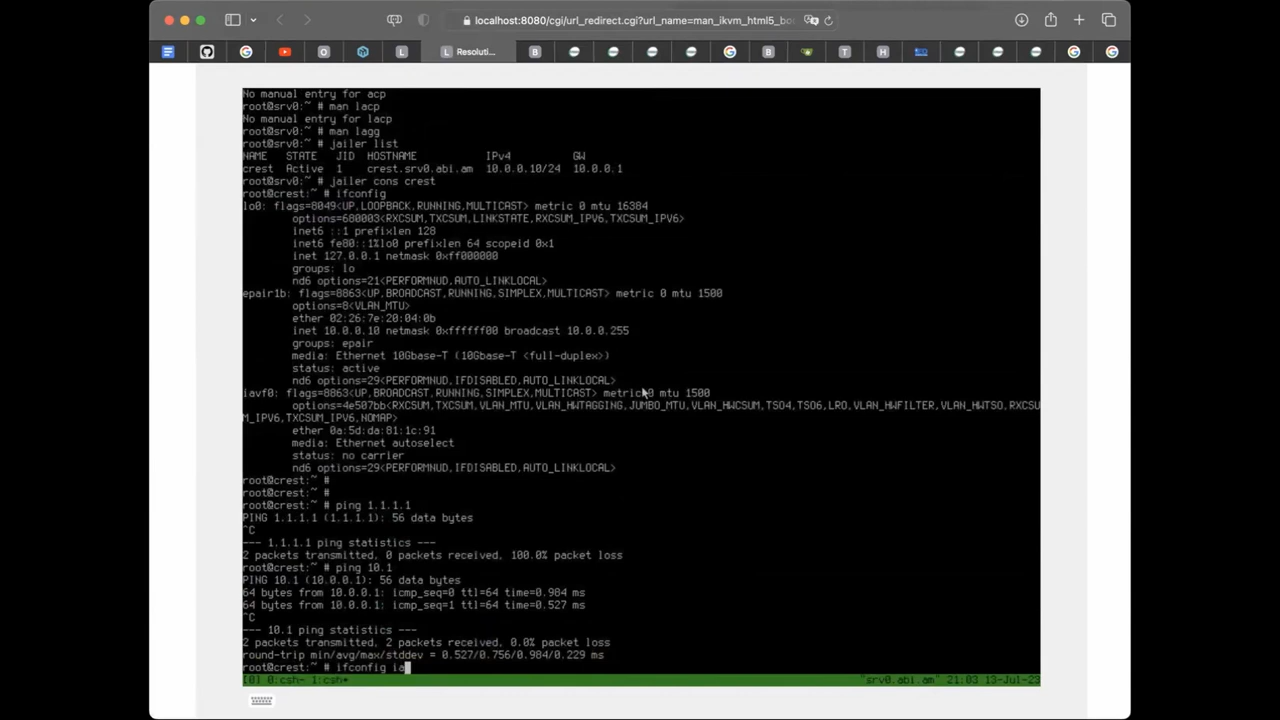 localhost:8080/cgi/url_redirect.cgi?url_name=man_ikvm_html5_bo
Resoluti...
No manual entry for acp
root@srv0:~ # man lacp
No manual entry for lacp
root@srv0:~ # man lagg
root@srv0:~ # jailer list
NAME   STATE   JID  HOSTNAME         IPv4          GW
crest  Active  1    crest.srv0.abi.am  10.0.0.10/24  10.0.0.1
root@srv0:~ # jailer cons crest
root@crest:~ # ifconfig
lo0: flags=8049<UP,LOOPBACK,RUNNING,MULTICAST> metric 0 mtu 16384
options=680003<RXCSUM,TXCSUM,LINKSTATE,RXCSUM_IPV6,TXCSUM_IPV6>
inet6 ::1 prefixlen 128
inet6 fe80::1%lo0 prefixlen 64 scopeid 0x1
inet 127.0.0.1 netmask 0xff000000
groups: lo
nd6 options=21<PERFORMNUD,AUTO_LINKLOCAL>
epair1b: flags=8863<UP,BROADCAST,RUNNING,SIMPLEX,MULTICAST> metric 0 mtu 1500
options=8<VLAN_MTU>
ether 02:26:7e:20:04:0b
inet 10.0.0.10 netmask 0xffffff00 broadcast 10.0.0.255
groups: epair
media: Ethernet 10Gbase-T (10Gbase-T <full-duplex>)
status: active
nd6 options=29<PERFORMNUD,IFDISABLED,AUTO_LINKLOCAL>
iavf0: flags=8863<UP,BROADCAST,RUNNING,SIMPLEX,MULTICAST> metric 0 mtu 1500
options=4e507bb<RXCSUM,TXCSUM,VLAN_MTU,VLAN_HWTAGGING,JUMBO_MTU,VLAN_HWCSUM,TSO4,TSO6,LRO,VLAN_HWFILTER,VLAN_HWTSO,RXCSU
M_IPV6,TXCSUM_IPV6,NOMAP>
ether 0a:5d:da:81:1c:91
media: Ethernet autoselect
status: no carrier
nd6 options=29<PERFORMNUD,IFDISABLED,AUTO_LINKLOCAL>
root@crest:~ #
root@crest:~ #
root@crest:~ # ping 1.1.1.1
PING 1.1.1.1 (1.1.1.1): 56 data bytes
^C
--- 1.1.1.1 ping statistics ---
2 packets transmitted, 0 packets received, 100.0% packet loss
root@crest:~ # ping 10.1
PING 10.1 (10.0.0.1): 56 data bytes
64 bytes from 10.0.0.1: icmp_seq=0 ttl=64 time=0.984 ms
64 bytes from 10.0.0.1: icmp_seq=1 ttl=64 time=0.527 ms
^C
--- 10.1 ping statistics ---
2 packets transmitted, 2 packets received, 0.0% packet loss
round-trip min/avg/max/stddev = 0.527/0.756/0.984/0.229 ms
root@crest:~ # ifconfig ia
[0] 0:csh- 1:csh*    "srv0.abi.am" 21:03 13-Jul-23